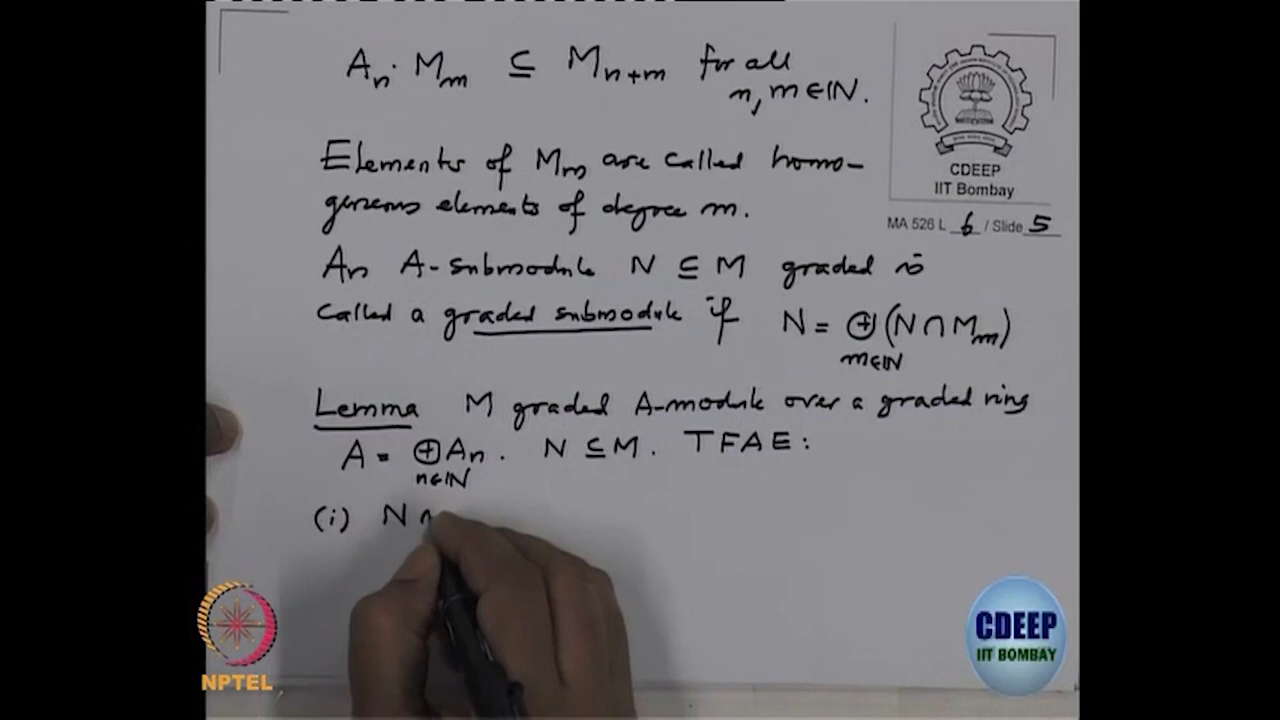 Aₙ · Mₘ ⊆ Mₙ₊ₘ for all
n, m ∈ ℕ.
Elements of Mₘ are called homo-
geneous elements of degree m.
An A-submodule N ⊆ M graded is
called a graded submodule if N = ⊕ (N ∩ Mₘ)
m∈ℕ
Lemma M graded A-module over a graded ring
A = ⊕ Aₙ . N ⊆ M. TFAE:
n∈ℕ
(i) N
CDEEP
IIT Bombay
MA 526 L 6 / Slide 5
NPTEL
CDEEP
IIT BOMBAY